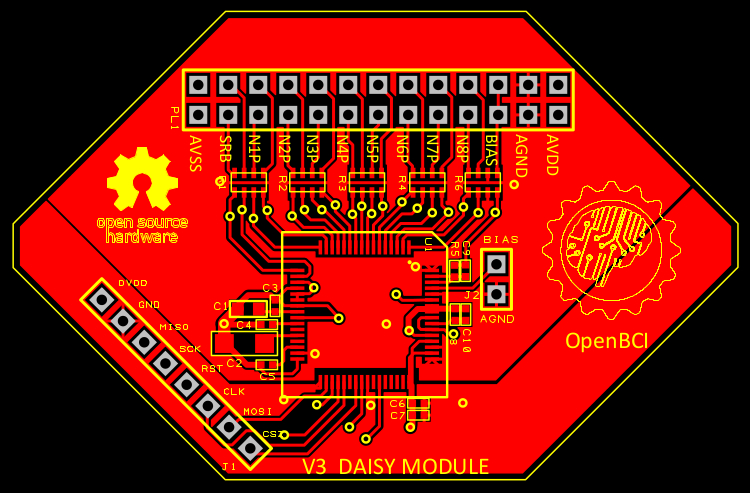 PL1
AVSS
SRB
N1P
N2P
N3P
N4P
N5P
N6P
N7P
N8P
BIAS
AGND
AVDD
R2
R3
R4
R6
open source
hardware
U1
R5
C9
BIAS
J2
AGND
C10
OpenBCI
DVDD
GND
MISO
SCK
RST
CLK
MOSI
CS2
J1
C3
C1
C4
C2
C5
C6
C7
V3 DAISY MODULE